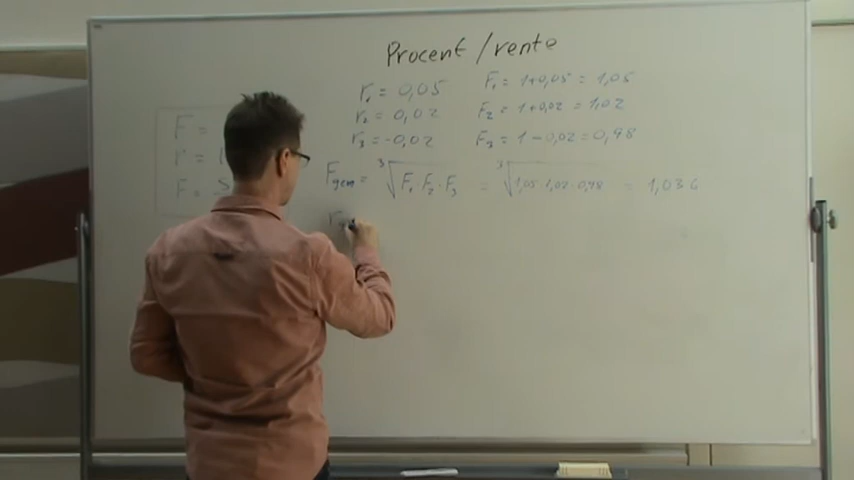 Procent / rente
r₁ = 0,05 F₁ = 1+0,05 = 1,05
r₂ = 0,02 F₂ = 1+0,02 = 1,02
r₃ = -0,02 F₃ = 1-0,02 = 0,98
F =
r =
F =
F_gem = ³√F₁·F₂·F₃ = ³√1,05·1,02·0,98 = 1,036
r